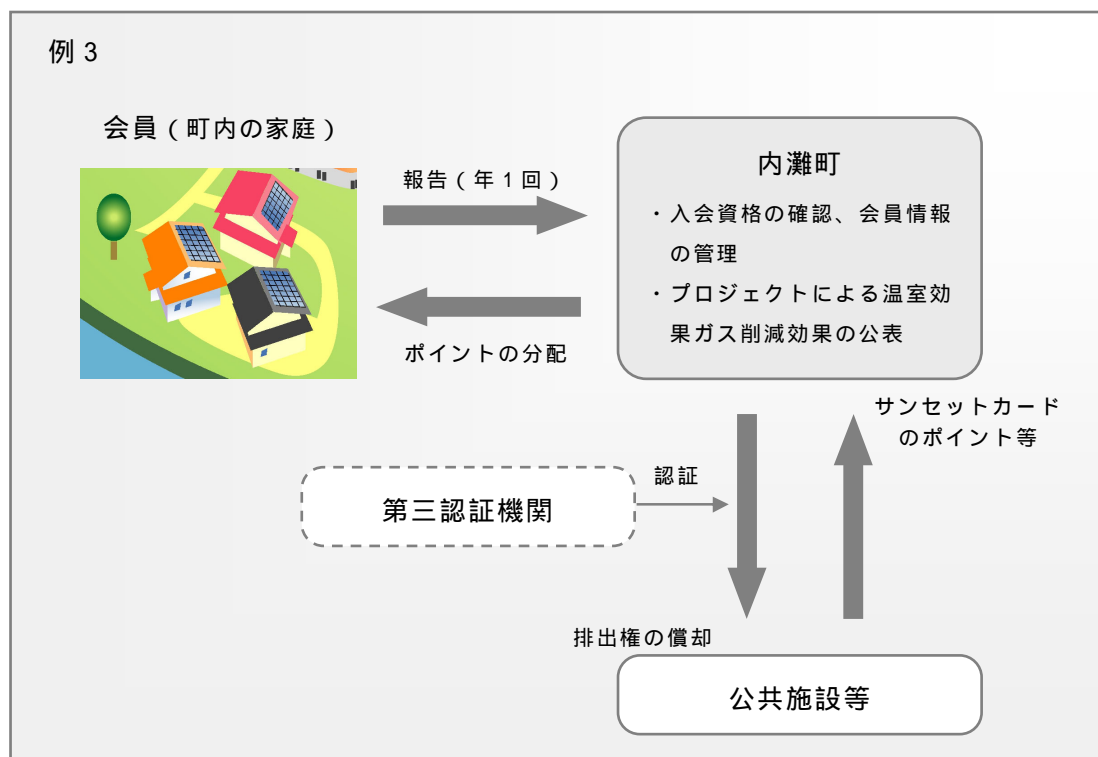 例3
会員(町内の家庭)
報告(年1回)
ポイントの分配
内灘町
・入会資格の確認、会員情報
の管理
・プロジェクトによる温室効
果ガス削減効果の公表
サンセットカード
のポイント等
認証
第三認証機関
排出権の償却
公共施設等